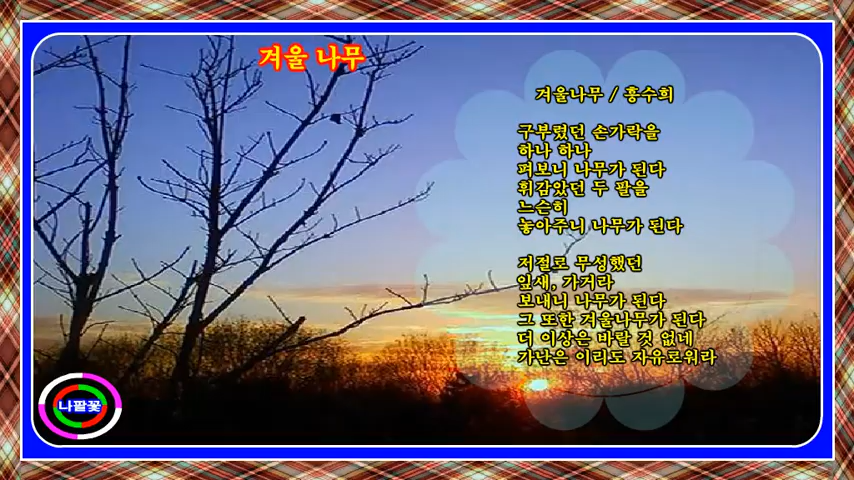 겨울 나무
겨울나무 / 홍수희
구부렸던 손가락을
하나 하나
펴보니 나무가 된다
휘감았던 두 팔을
느슨히
놓아주니 나무가 된다
저절로 무성했던
잎새, 가거라
보내니 나무가 된다
그 또한 겨울나무가 된다
더 이상은 바랄 것 없네
가난은 이리도 자유로워라
나팔꽃